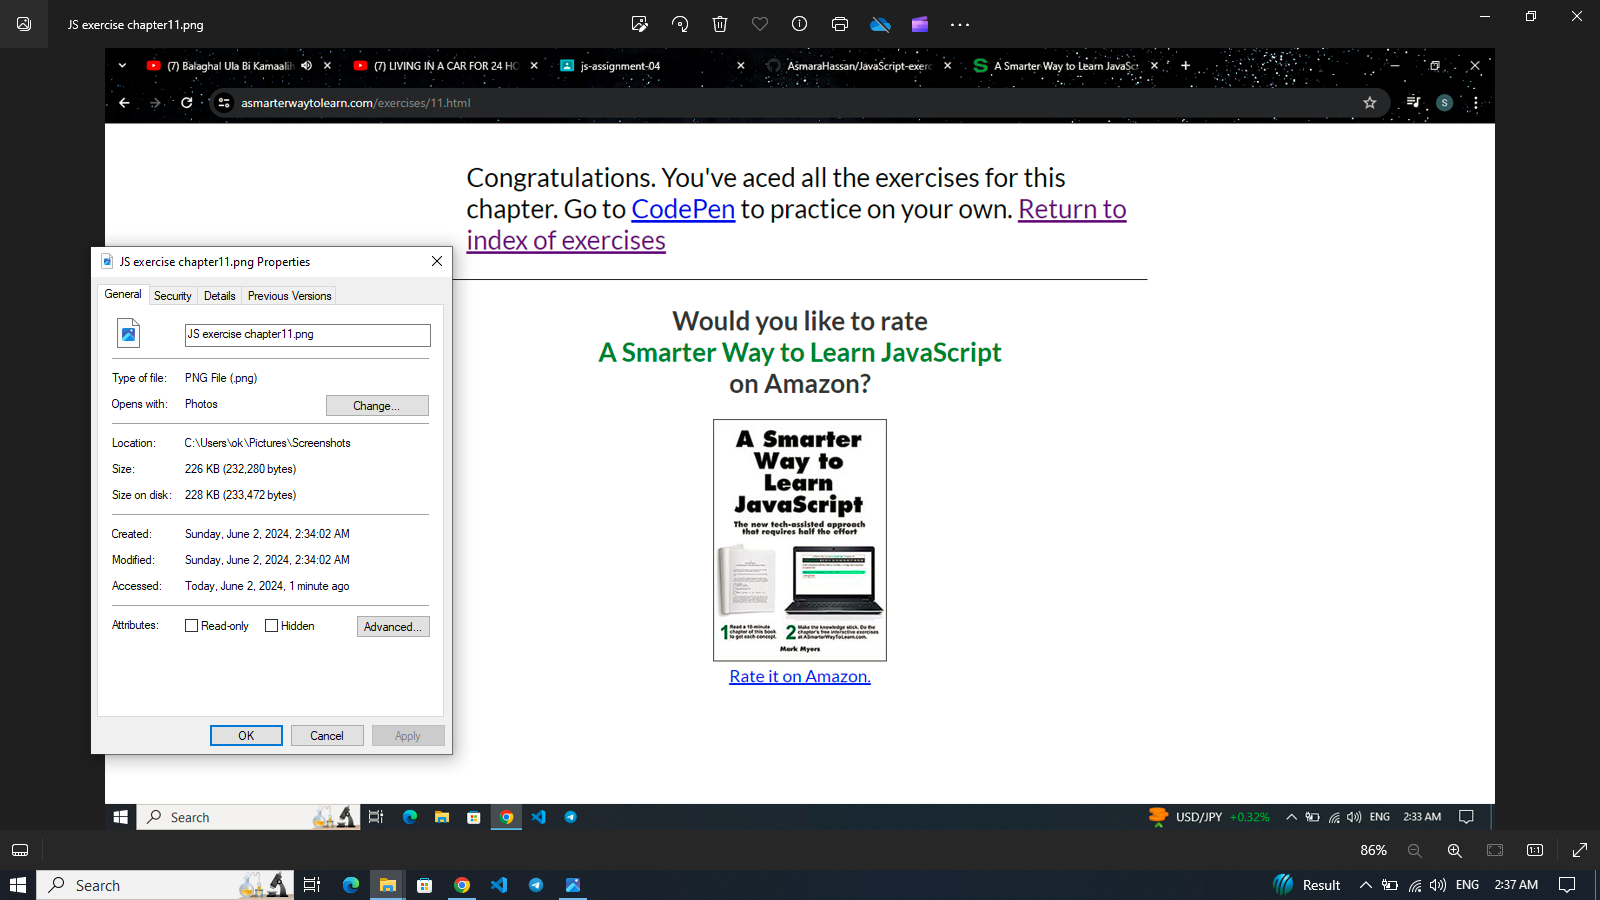 JS exercise chapter11.png
(7) Balaghal Ula Bi Kamaalih
(7) LIVING IN A CAR FOR 24 HO
js-assignment-04
AsmaraHassan/JavaScript-exerc
A Smarter Way to Learn JavaSc
asmarterwaytolearn.com/exercises/11.html
S
Congratulations. You've aced all the exercises for this
chapter. Go to CodePen to practice on your own. Return to
index of exercises
Would you like to rate
A Smarter Way to Learn JavaScript
on Amazon?
A Smarter
Way to
Learn
JavaScript
The new tech-assisted approach
that requires half the effort
1 Read a 10-minute
chapter of this book
to get each concept.
2 Make the knowledge stick. Do the
chapter's free interactive exercises
at ASmarterWayToLearn.com.
Mark Myers
Rate it on Amazon.
JS exercise chapter11.png Properties
General Security Details Previous Versions
JS exercise chapter11.png
Type of file: PNG File (.png)
Opens with: Photos Change...
Location: C:\Users\ok\Pictures\Screenshots
Size: 226 KB (232,280 bytes)
Size on disk: 228 KB (233,472 bytes)
Created: Sunday, June 2, 2024, 2:34:02 AM
Modified: Sunday, June 2, 2024, 2:34:02 AM
Accessed: Today, June 2, 2024, 1 minute ago
Attributes: Read-only Hidden Advanced...
OK Cancel Apply
Search USD/JPY +0.32% ENG 2:33 AM
86% 1:1
Search Result ENG 2:37 AM